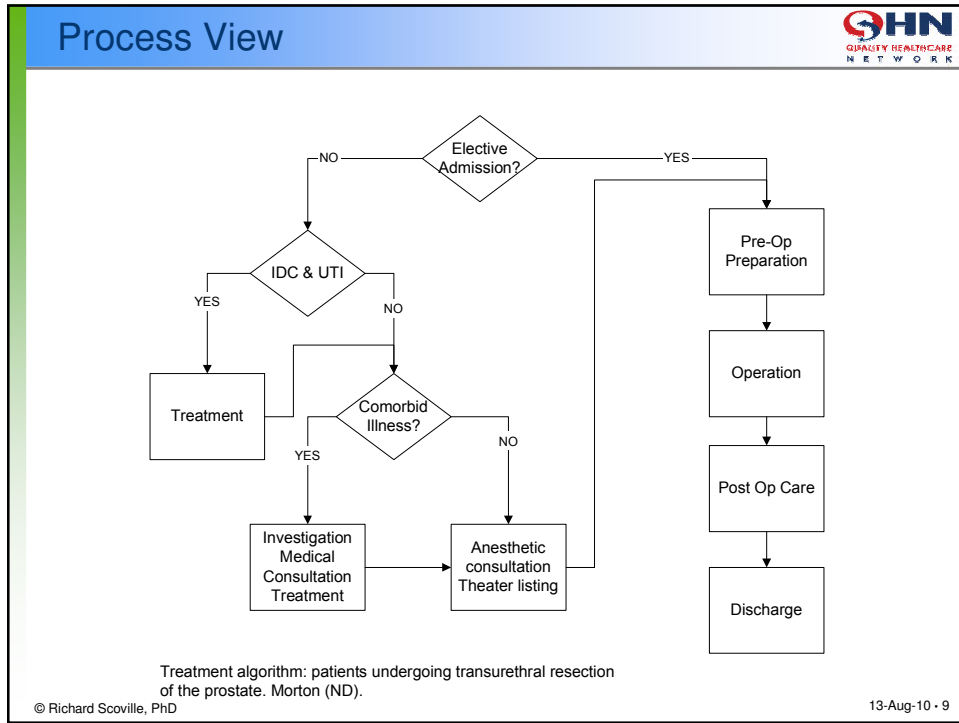 Process View
QHN
QUALITY HEALTHCARE
NETWORK
Elective
Admission?
NO
YES
IDC & UTI
YES
NO
Pre-Op
Preparation
Treatment
Comorbid
Illness?
YES
NO
Operation
Investigation
Medical
Consultation
Treatment
Anesthetic
consultation
Theater listing
Post Op Care
Discharge
Treatment algorithm: patients undergoing transurethral resection
of the prostate. Morton (ND).
© Richard Scoville, PhD
13-Aug-10 • 9